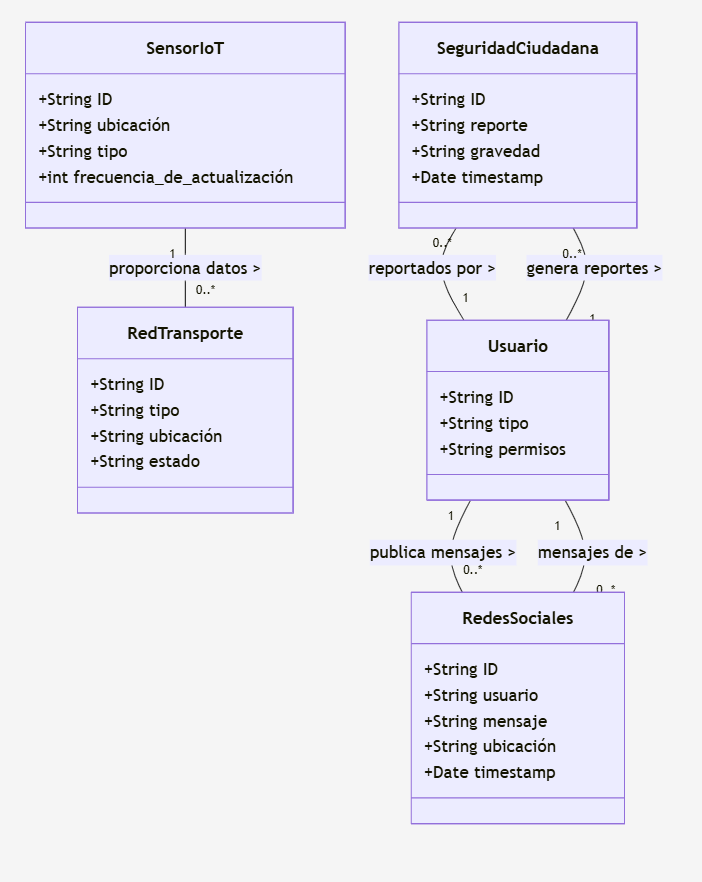 SensorIoT
+String ID
+String ubicación
+String tipo
+int frecuencia_de_actualización
1
proporciona datos >
0..*
RedTransporte
+String ID
+String tipo
+String ubicación
+String estado
SeguridadCiudadana
+String ID
+String reporte
+String gravedad
+Date timestamp
0..*
reportados por >
1
0..*
genera reportes >
1
Usuario
+String ID
+String tipo
+String permisos
1
publica mensajes >
0..*
1
mensajes de >
0..*
RedesSociales
+String ID
+String usuario
+String mensaje
+String ubicación
+Date timestamp